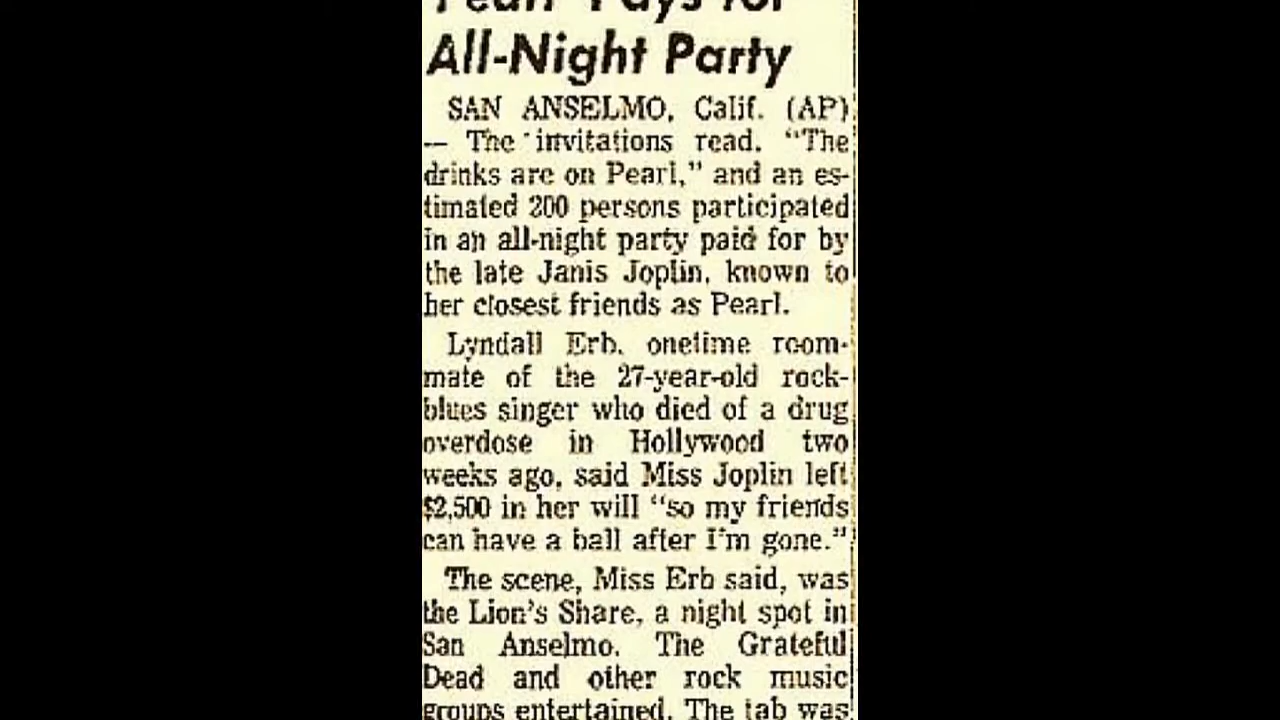 'Pearl' Pays for
All-Night Party
SAN ANSELMO, Calif. (AP)
— The invitations read, "The
drinks are on Pearl," and an es-
timated 200 persons participated
in an all-night party paid for by
the late Janis Joplin, known to
her closest friends as Pearl.
Lyndall Erb, onetime room-
mate of the 27-year-old rock-
blues singer who died of a drug
overdose in Hollywood two
weeks ago, said Miss Joplin left
$2,500 in her will "so my friends
can have a ball after I'm gone."
The scene, Miss Erb said, was
the Lion's Share, a night spot in
San Anselmo. The Grateful
Dead and other rock music
groups entertained. The tab was